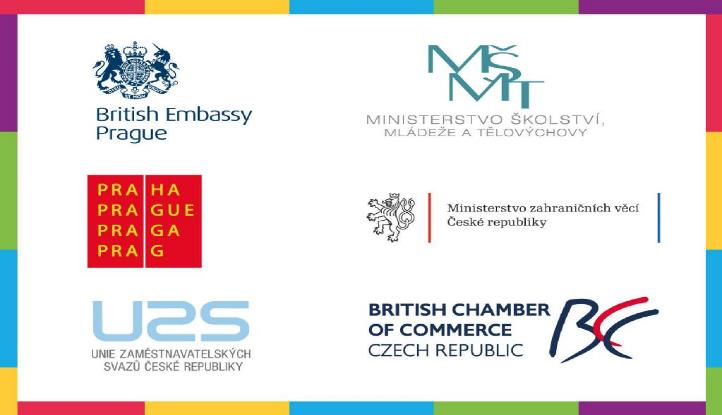 British Embassy
Prague
MŠMT
MINISTERSTVO ŠKOLSTVÍ,
MLÁDEŽE A TĚLOVÝCHOVY
PRA HA
PRA GUE
PRA GA
PRA G
Ministerstvo zahraničních věcí
České republiky
UZS
UNIE ZAMĚSTNAVATELSKÝCH
SVAZŮ ČESKÉ REPUBLIKY
BRITISH CHAMBER
OF COMMERCE
CZECH REPUBLIC
BCC